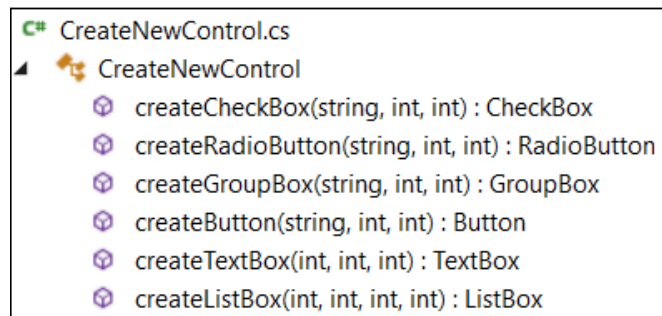 C# CreateNewControl.cs
CreateNewControl
createCheckBox(string, int, int) : CheckBox
createRadioButton(string, int, int) : RadioButton
createGroupBox(string, int, int) : GroupBox
createButton(string, int, int) : Button
createTextBox(int, int, int) : TextBox
createListBox(int, int, int, int) : ListBox